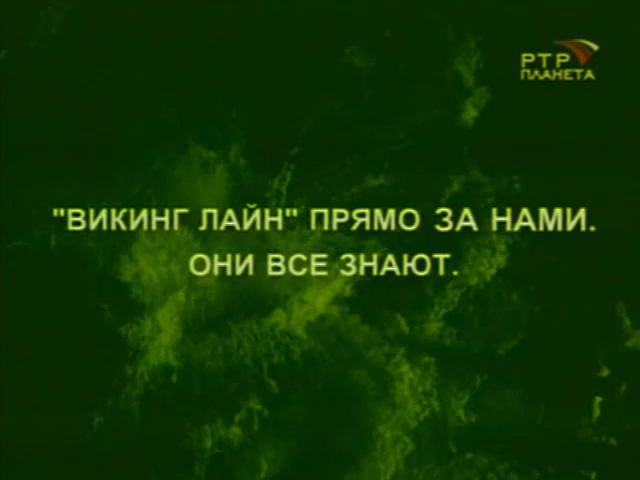 РТР
ПЛАНЕТА
"ВИКИНГ ЛАЙН" ПРЯМО ЗА НАМИ.
ОНИ ВСЕ ЗНАЮТ.